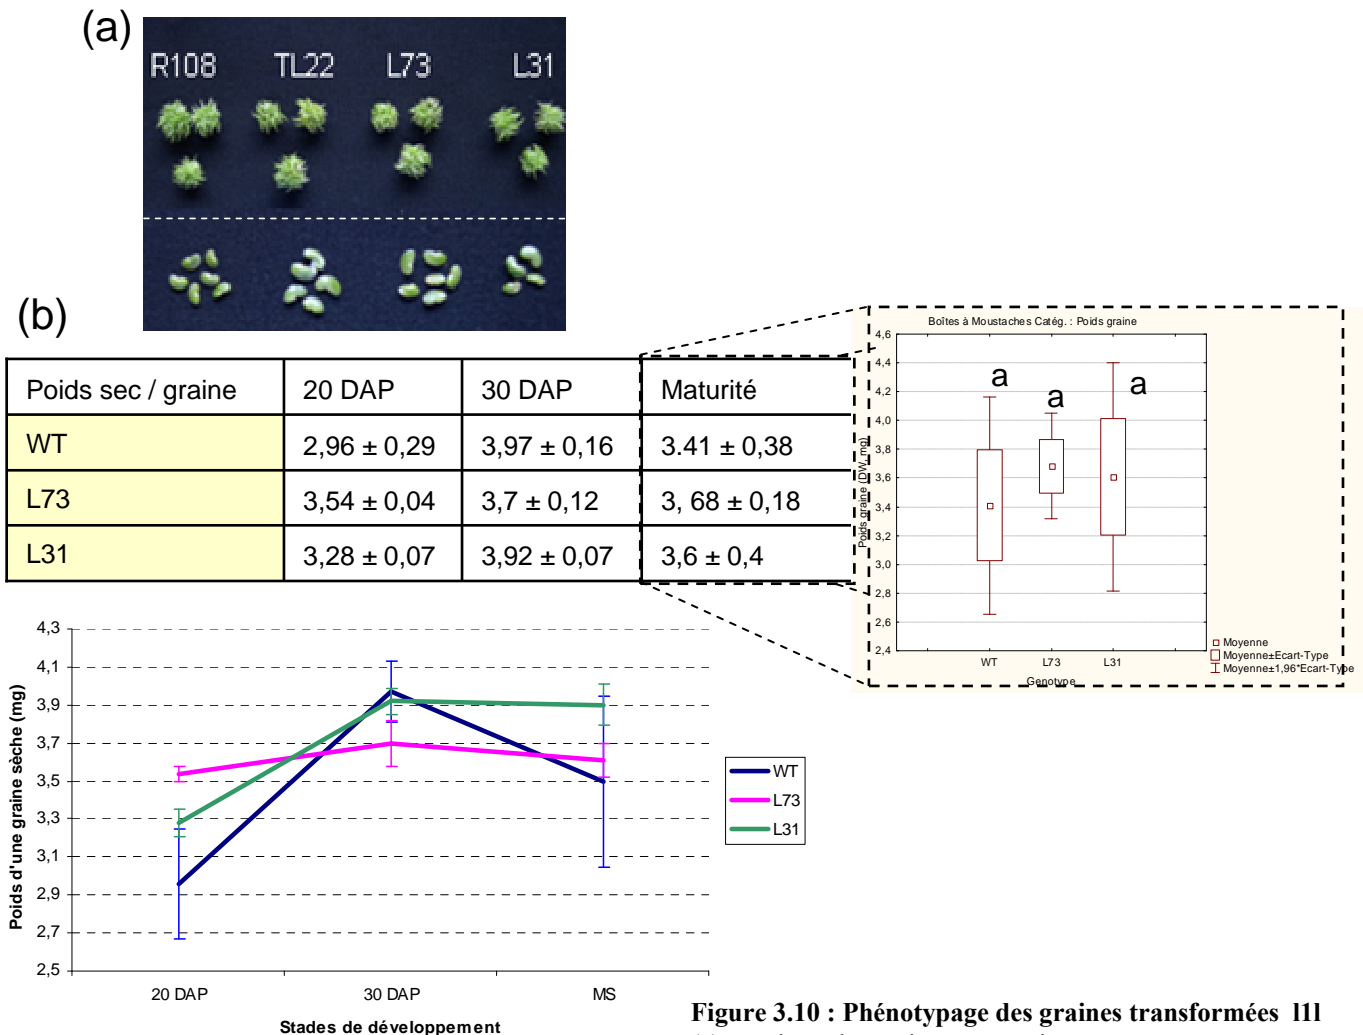 (a)
R108 TL22 L73 L31
(b)
Poids sec / graine 20 DAP 30 DAP Maturité
WT 2,96 ± 0,29 3,97 ± 0,16 3.41 ± 0,38
L73 3,54 ± 0,04 3,7 ± 0,12 3, 68 ± 0,18
L31 3,28 ± 0,07 3,92 ± 0,07 3,6 ± 0,4
Boîtes à Moustaches Catég. : Poids graine
4,6
4,4
4,2
4,0
3,8
3,6
3,4
3,2
3,0
2,8
2,6
2,4
Poids graine (DW, mg)
a a a
WT L73 L31
Genotype
Moyenne
Moyenne±Ecart-Type
Moyenne±1,96*Ecart-Type
4,3
4,1
3,9
3,7
3,5
3,3
3,1
2,9
2,7
2,5
Poids d'une graine sèche (mg)
20 DAP 30 DAP MS
Stades de développement
WT
L73
L31
Figure 3.10 : Phénotypage des graines transformées l1l